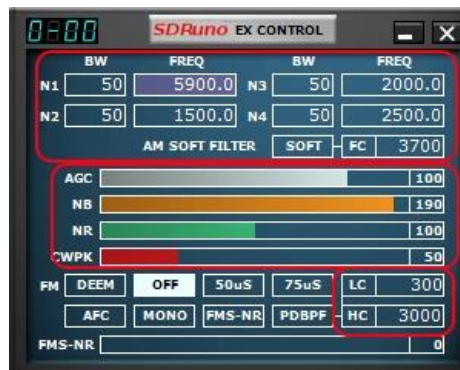 0-00 SDRuno EX CONTROL
BW FREQ BW FREQ
N1 50 5900.0 N3 50 2000.0
N2 50 1500.0 N4 50 2500.0
AM SOFT FILTER SOFT FC 3700
AGC 100
NB 190
NR 100
CWPK 50
FM DEEM OFF 50uS 75uS LC 300
AFC MONO FMS-NR PDBPF HC 3000
FMS-NR 0